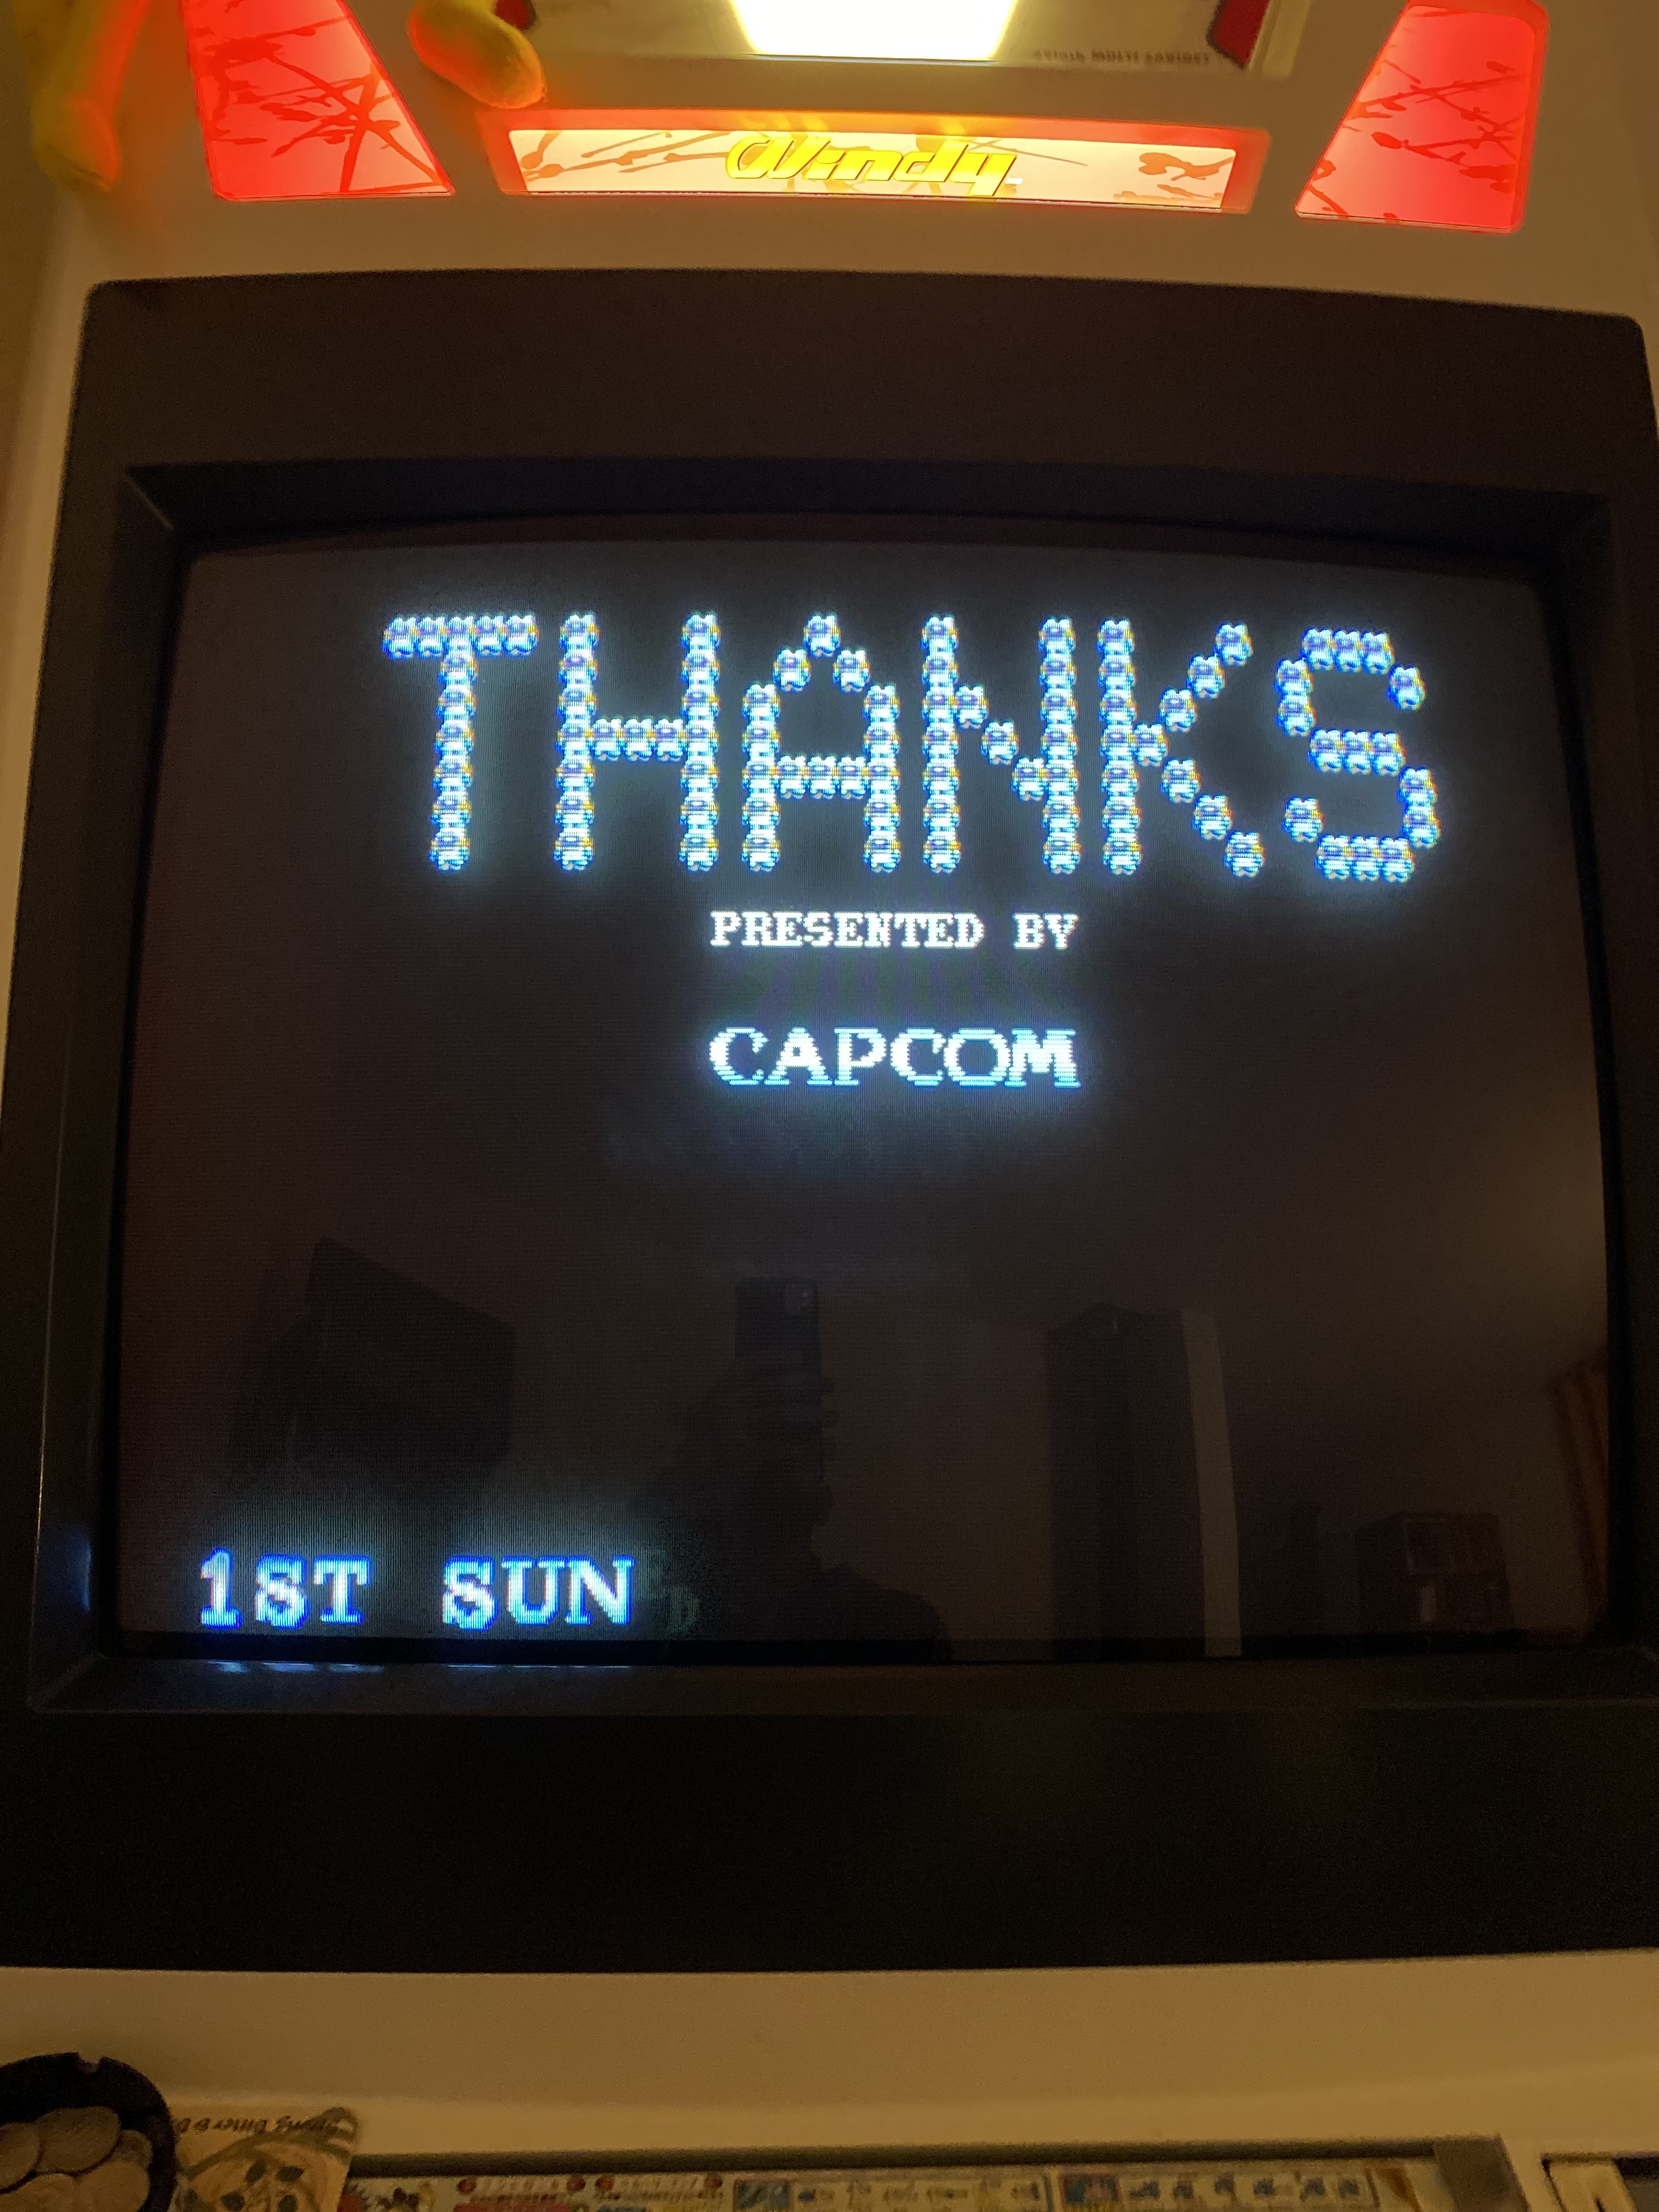 Windy
THANKS
PRESENTED BY
CAPCOM
1ST SUN